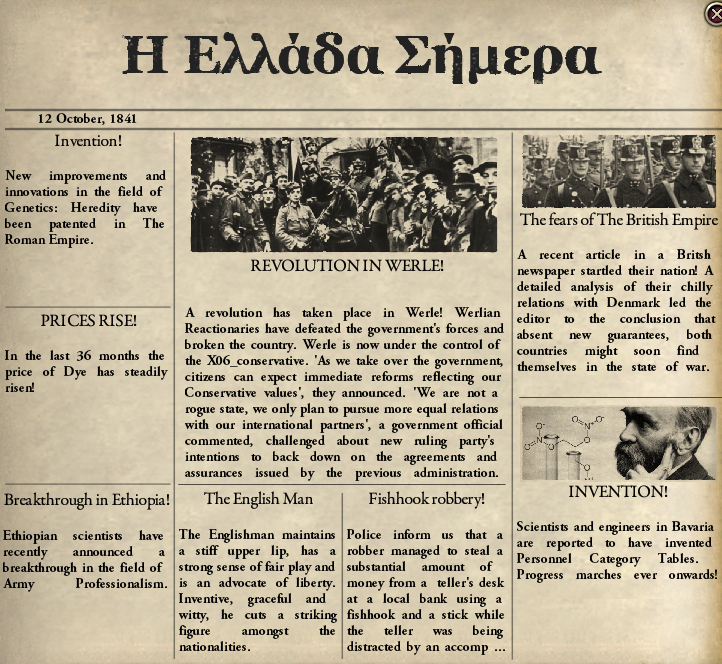 Η Ελλάδα Σήμερα
12 October, 1841
Invention!
New improvements and
innovations in the field of
Genetics: Heredity have
been patented in The
Roman Empire.
PRICES RISE!
In the last 36 months the
price of Dye has steadily
risen!
Breakthrough in Ethiopia!
Ethiopian scientists have
recently announced a
breakthrough in the field of
Army Professionalism.
REVOLUTION IN WERLE!
A revolution has taken place in Werle! Werlian
Reactionaries have defeated the government's forces and
broken the country. Werle is now under the control of
the X06_conservative. 'As we take over the government,
citizens can expect immediate reforms reflecting our
Conservative values', they announced. 'We are not a
rogue state, we only plan to pursue more equal relations
with our international partners', a government official
commented, challenged about new ruling party's
intentions to back down on the agreements and
assurances issued by the previous administration.
The English Man
The Englishman maintains
a stiff upper lip, has a
strong sense of fair play and
is an advocate of liberty.
Inventive, graceful and
witty, he cuts a striking
figure amongst the
nationalities.
Fishhook robbery!
Police inform us that a
robber managed to steal a
substantial amount of
money from a teller's desk
at a local bank using a
fishhook and a stick while
the teller was being
distracted by an accomp ...
The fears of The British Empire
A recent article in a Britsh
newspaper startled their nation! A
detailed analysis of their chilly
relations with Denmark led the
editor to the conclusion that
absent new guarantees, both
countries might soon find
themselves in the state of war.
INVENTION!
Scientists and engineers in Bavaria
are reported to have invented
Personnel Category Tables.
Progress marches ever onwards!